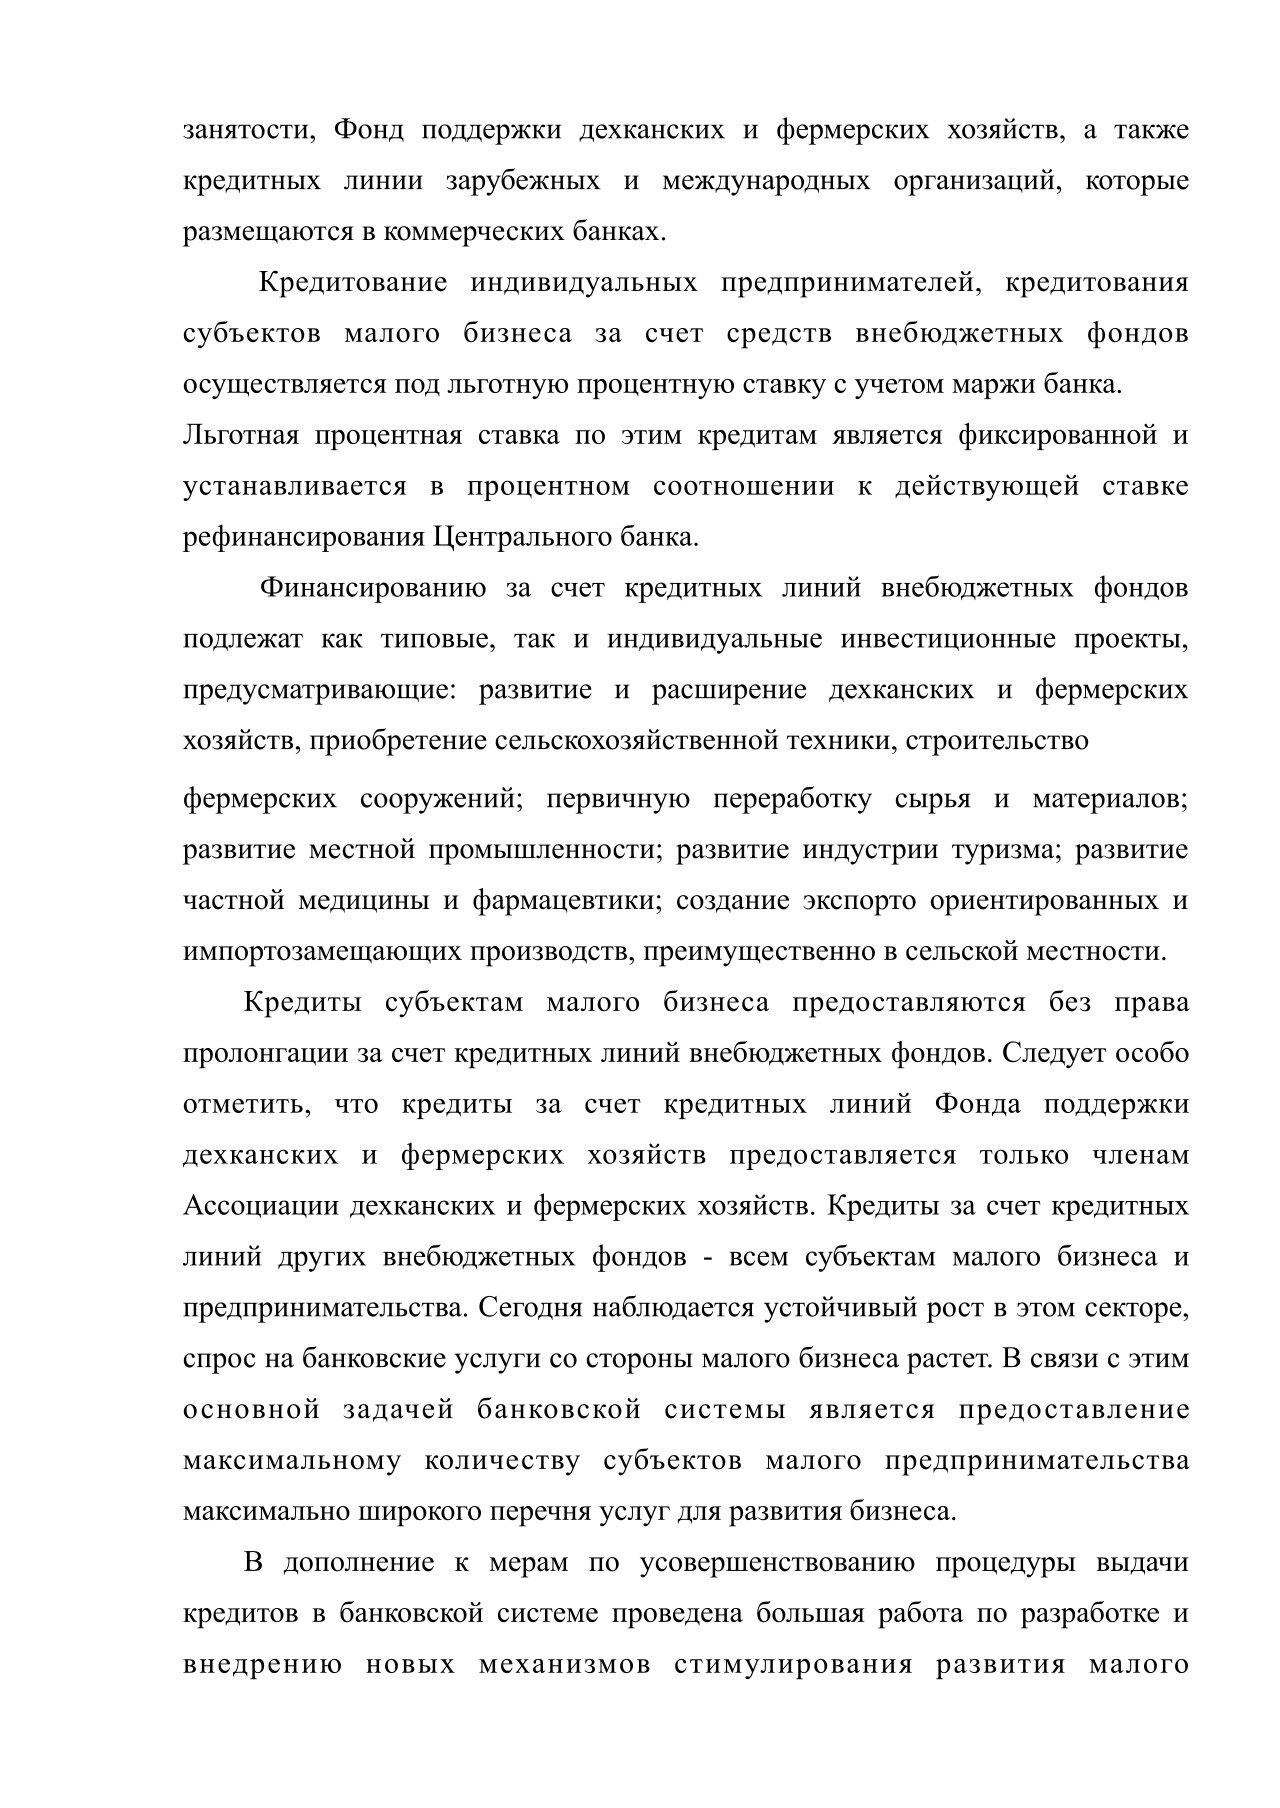 занятости, Фонд поддержки дехканских и фермерских хозяйств, а также
кредитных линии зарубежных и международных организаций, которые
размещаются в коммерческих банках.
Кредитование индивидуальных предпринимателей, кредитования
субъектов малого бизнеса за счет средств внебюджетных фондов
осуществляется под льготную процентную ставку с учетом маржи банка.
Льготная процентная ставка по этим кредитам является фиксированной и
устанавливается в процентном соотношении к действующей ставке
рефинансирования Центрального банка.
Финансированию за счет кредитных линий внебюджетных фондов
подлежат как типовые, так и индивидуальные инвестиционные проекты,
предусматривающие: развитие и расширение дехканских и фермерских
хозяйств, приобретение сельскохозяйственной техники, строительство
фермерских сооружений; первичную переработку сырья и материалов;
развитие местной промышленности; развитие индустрии туризма; развитие
частной медицины и фармацевтики; создание экспорто ориентированных и
импортозамещающих производств, преимущественно в сельской местности.
Кредиты субъектам малого бизнеса предоставляются без права
пролонгации за счет кредитных линий внебюджетных фондов. Следует особо
отметить, что кредиты за счет кредитных линий Фонда поддержки
дехканских и фермерских хозяйств предоставляется только членам
Ассоциации дехканских и фермерских хозяйств. Кредиты за счет кредитных
линий других внебюджетных фондов - всем субъектам малого бизнеса и
предпринимательства. Сегодня наблюдается устойчивый рост в этом секторе,
спрос на банковские услуги со стороны малого бизнеса растет. В связи с этим
основной задачей банковской системы является предоставление
максимальному количеству субъектов малого предпринимательства
максимально широкого перечня услуг для развития бизнеса.
В дополнение к мерам по усовершенствованию процедуры выдачи
кредитов в банковской системе проведена большая работа по разработке и
внедрению новых механизмов стимулирования развития малого